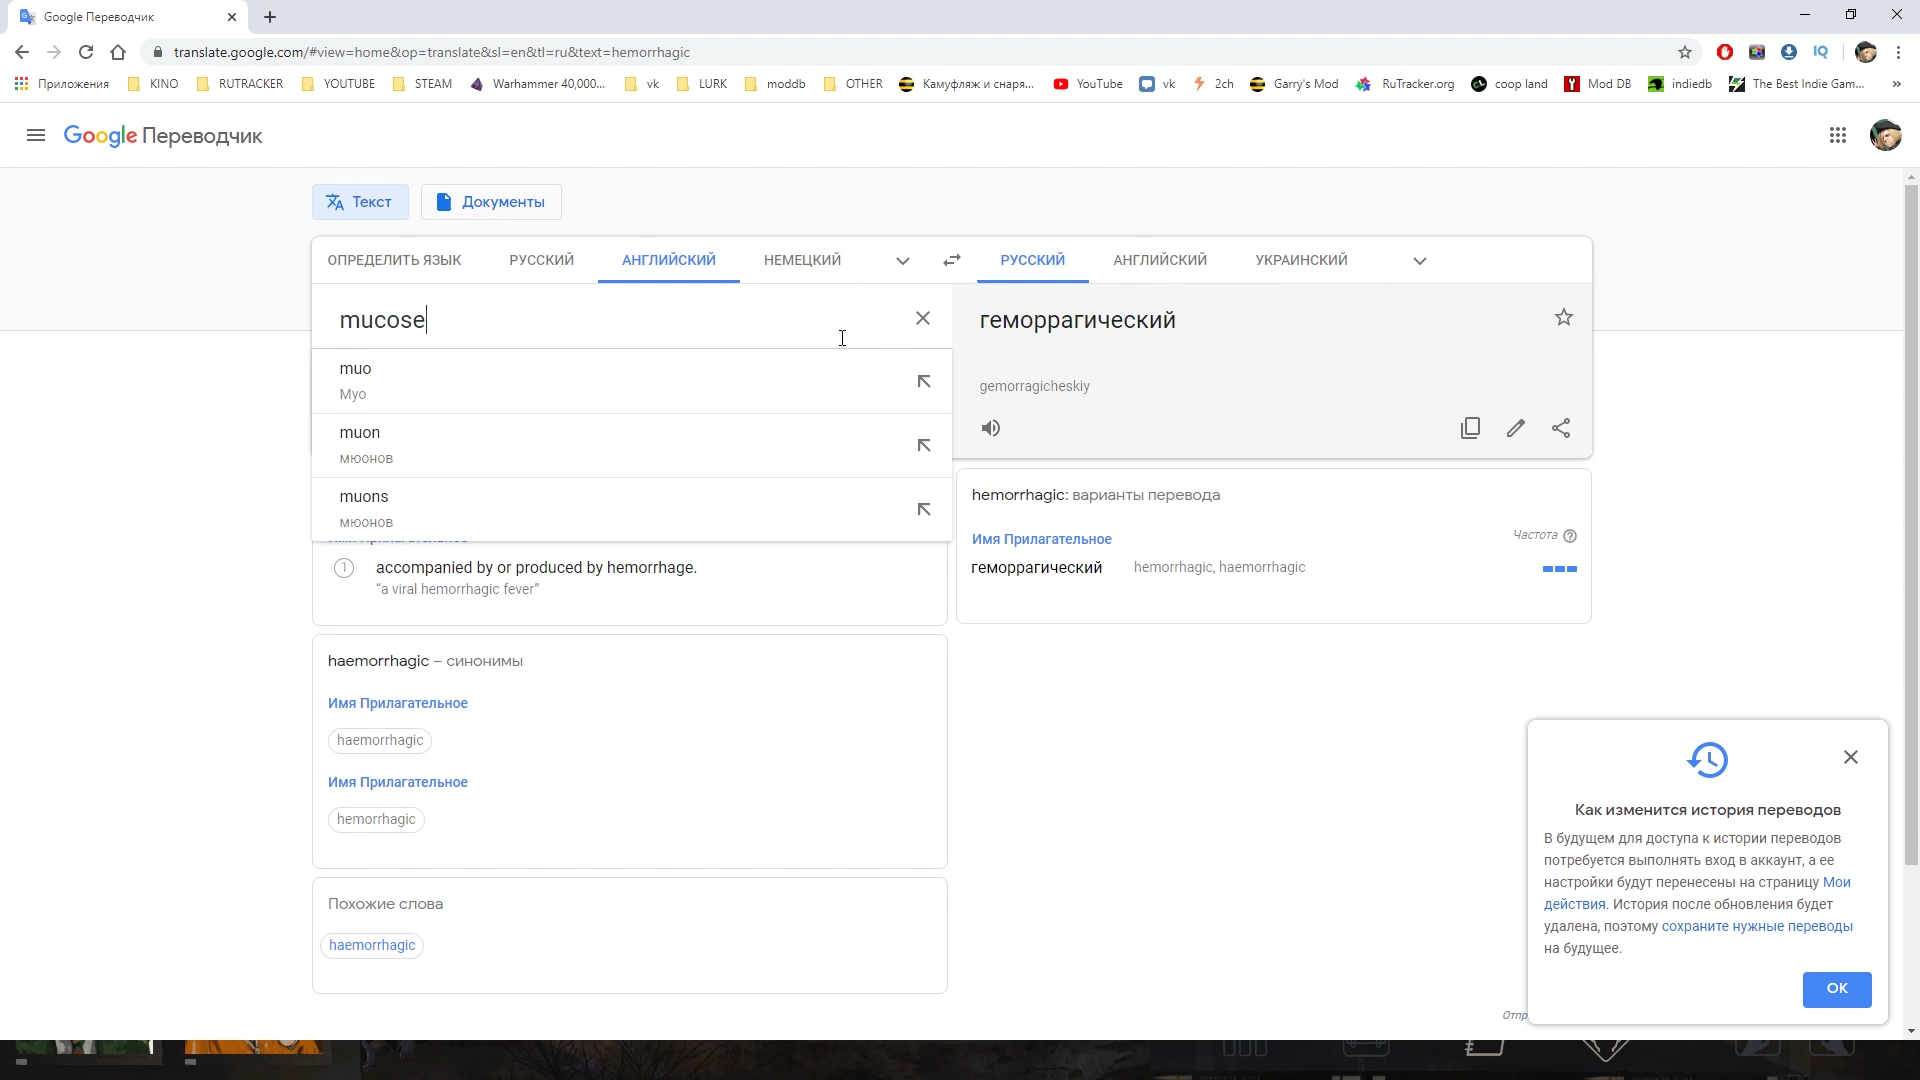 Google Переводчик
translate.google.com/#view=home&op=translate&sl=en&tl=ru&text=hemorrhagic
IQ
Приложения KINO RUTRACKER YOUTUBE STEAM Warhammer 40,000... vk LURK moddb OTHER Камуфляж и снаря... YouTube vk 2ch Garry's Mod RuTracker.org coop land Mod DB indiedb The Best Indie Gam... »
Google Переводчик
Текст Документы
ОПРЕДЕЛИТЬ ЯЗЫК РУССКИЙ АНГЛИЙСКИЙ НЕМЕЦКИЙ РУССКИЙ АНГЛИЙСКИЙ УКРАИНСКИЙ
mucose
muo
Муо
muon
мюонов
muons
мюонов
геморрагический
gemorragicheskiy
1 accompanied by or produced by hemorrhage.
“a viral hemorrhagic fever”
hemorrhagic: варианты перевода
Имя Прилагательное Частота
геморрагический hemorrhagic, haemorrhagic
haemorrhagic – синонимы
Имя Прилагательное
haemorrhagic
Имя Прилагательное
hemorrhagic
Похожие слова
haemorrhagic
Как изменится история переводов
В будущем для доступа к истории переводов
потребуется выполнять вход в аккаунт, а ее
настройки будут перенесены на страницу Мои
действия. История после обновления будет
удалена, поэтому сохраните нужные переводы
на будущее.
OK
Отпр